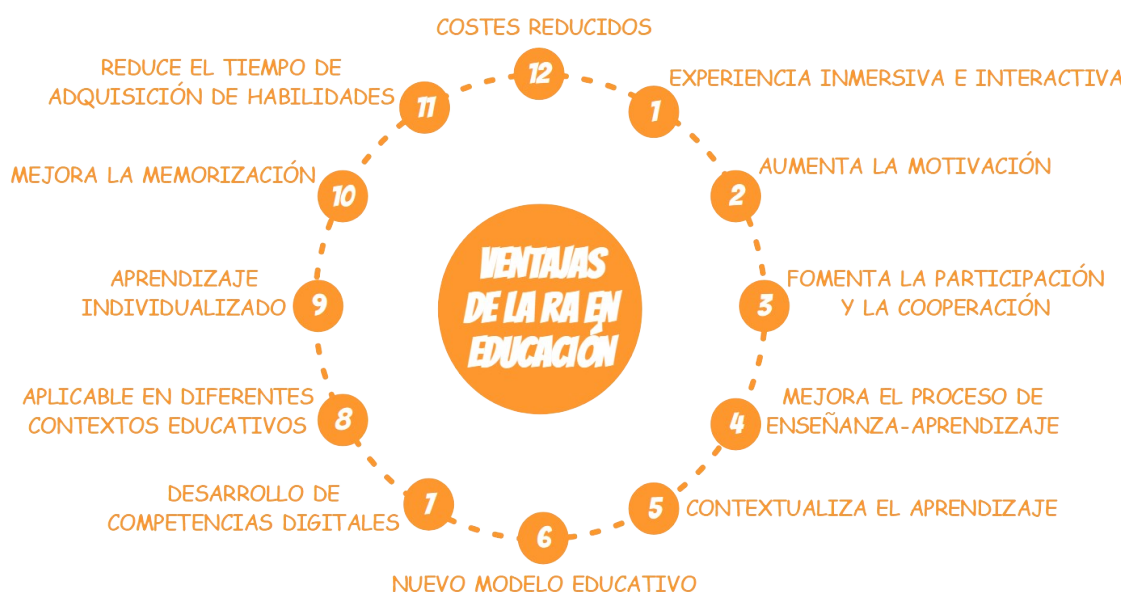 COSTES REDUCIDOS
12
REDUCE EL TIEMPO DE
ADQUISICIÓN DE HABILIDADES
11
EXPERIENCIA INMERSIVA E INTERACTIVA
1
MEJORA LA MEMORIZACIÓN
10
AUMENTA LA MOTIVACIÓN
2
VENTAJAS
DE LA RA EN
EDUCACIÓN
APRENDIZAJE
INDIVIDUALIZADO
9
FOMENTA LA PARTICIPACIÓN
Y LA COOPERACIÓN
3
APLICABLE EN DIFERENTES
CONTEXTOS EDUCATIVOS
8
MEJORA EL PROCESO DE
ENSEÑANZA-APRENDIZAJE
4
DESARROLLO DE
COMPETENCIAS DIGITALES
7
CONTEXTUALIZA EL APRENDIZAJE
5
6
NUEVO MODELO EDUCATIVO